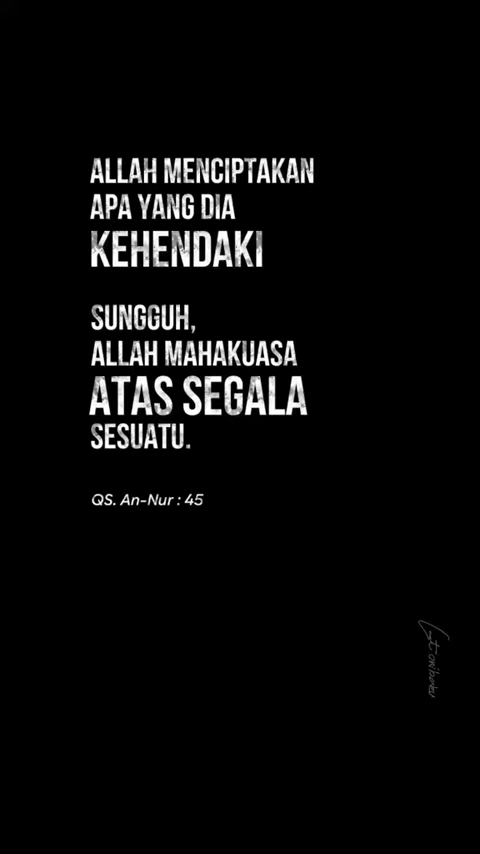 ALLAH MENCIPTAKAN
APA YANG DIA
KEHENDAKI
SUNGGUH,
ALLAH MAHAKUASA
ATAS SEGALA
SESUATU.
QS. An-Nur : 45